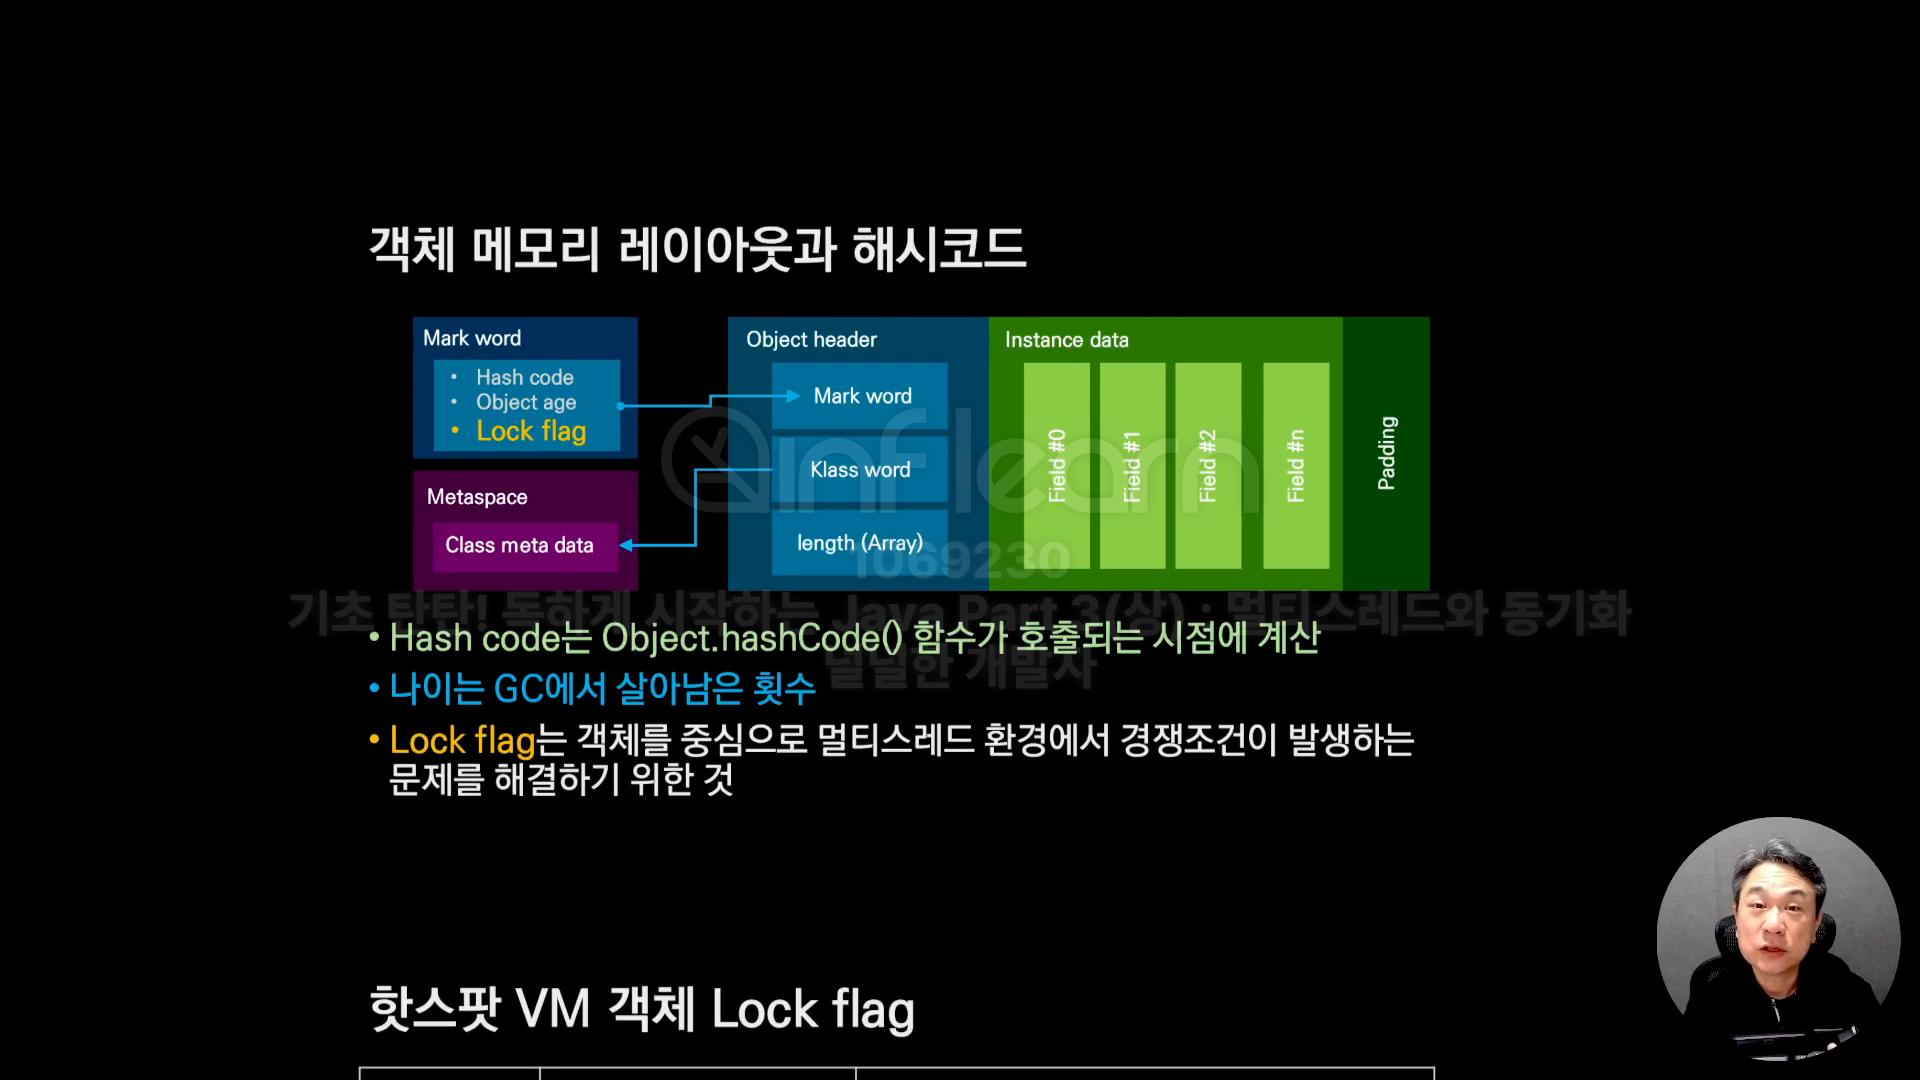 객체 메모리 레이아웃과 해시코드
Mark word
• Hash code
• Object age
• Lock flag
Metaspace
Class meta data
Object header
Mark word
Klass word
length (Array)
Instance data
Field #0
Field #1
Field #2
Field #n
Padding
inflearn
1069230
기초 탄탄! 독하게 시작하는 Java Part 3(상) : 멀티스레드와 동기화
널널한 개발자
• Hash code는 Object.hashCode() 함수가 호출되는 시점에 계산
• 나이는 GC에서 살아남은 횟수
• Lock flag는 객체를 중심으로 멀티스레드 환경에서 경쟁조건이 발생하는
문제를 해결하기 위한 것
핫스팟 VM 객체 Lock flag